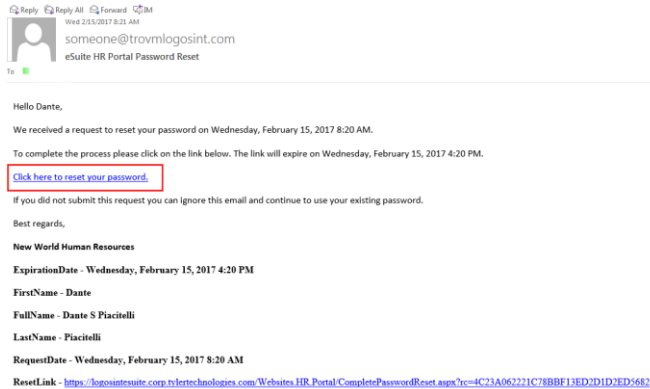 Reply Reply All Forward IM
Wed 2/15/2017 8:21 AM
someone@trovmlogosint.com
eSuite HR Portal Password Reset
To
Hello Dante,
We received a request to reset your password on Wednesday, February 15, 2017 8:20 AM.
To complete the process please click on the link below. The link will expire on Wednesday, February 15, 2017 4:20 PM.
Click here to reset your password.
If you did not submit this request you can ignore this email and continue to use your existing password.
Best regards,
New World Human Resources
ExpirationDate - Wednesday, February 15, 2017 4:20 PM
FirstName - Dante
FullName - Dante S Piacitelli
LastName - Piacitelli
RequestDate - Wednesday, February 15, 2017 8:20 AM
ResetLink - https://logosintesuite.corp.tylertechnologies.com/Websites.HR.Portal/CompletePasswordReset.aspx?rc=4C23A062221C78BBF13ED2D1D2ED5682